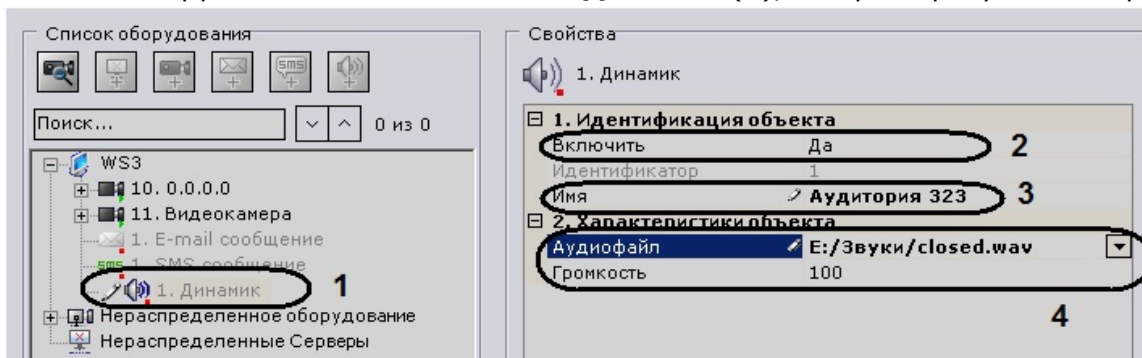 Список оборудования
sms
Поиск...
0 из 0
WS3
10. 0.0.0.0
11. Видеокамера
1. E-mail сообщение
sms 1. SMS сообщение
1. Динамик
1
Нераспределенное оборудование
Нераспределенные Серверы
Свойства
1. Динамик
1. Идентификация объекта
Включить Да
2
Идентификатор 1
Имя Аудитория 323
3
2. Характеристики объекта
Аудиофайл E:/Звуки/closed.wav
Громкость 100
4